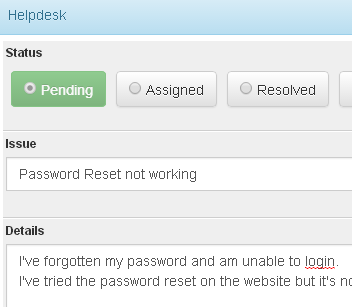 Helpdesk
Status
Pending Assigned Resolved
Issue
Password Reset not working
Details
I've forgotten my password and am unable to login.
I've tried the password reset on the website but it's